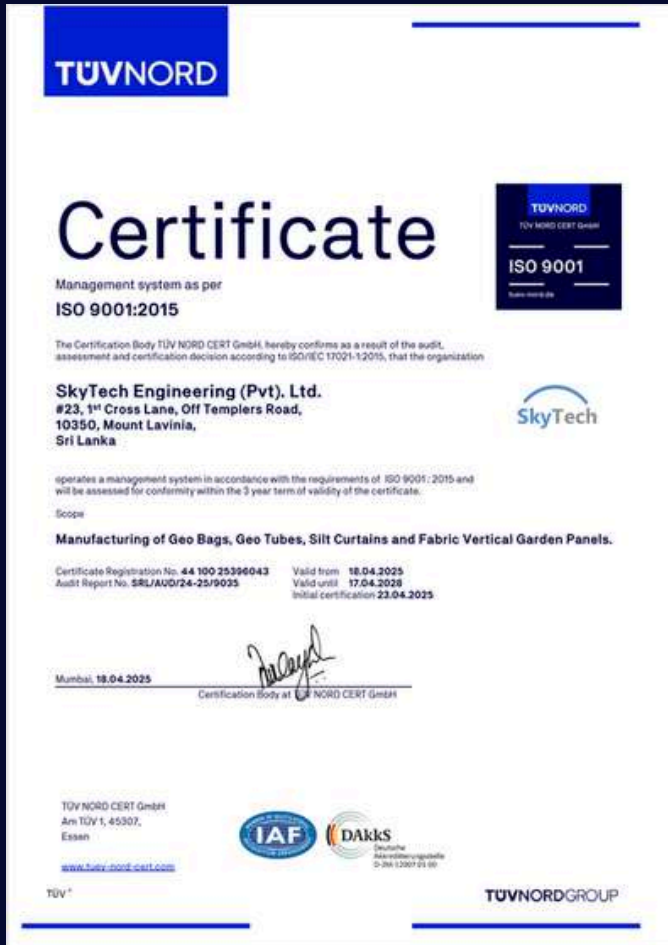 TÜVNORD
Certificate
TÜVNORD
TÜV NORD CERT GmbH
ISO 9001
tuev-nord.de
Management system as per
ISO 9001:2015
The Certification Body TÜV NORD CERT GmbH, hereby confirms as a result of the audit,
assessment and certification decision according to ISO/IEC 17021-1:2015, that the organization
SkyTech Engineering (Pvt). Ltd.
#23, 1st Cross Lane, Off Templers Road,
10350, Mount Lavinia,
Sri Lanka
SkyTech
operates a management system in accordance with the requirements of ISO 9001 : 2015 and
will be assessed for conformity within the 3 year term of validity of the certificate.
Scope
Manufacturing of Geo Bags, Geo Tubes, Silt Curtains and Fabric Vertical Garden Panels.
Certificate Registration No. 44 100 25396043
Audit Report No. SRL/AUD/24-25/9035
Valid from 18.04.2025
Valid until 17.04.2028
Initial certification 23.04.2025
Mumbai, 18.04.2025
Certification Body at TÜV NORD CERT GmbH
TÜV NORD CERT GmbH
Am TÜV 1, 45307,
Essen
www.tuev-nord-cert.com
IAF
DAkkS
Deutsche
Akkreditierungsstelle
TÜV ®
TÜVNORDGROUP